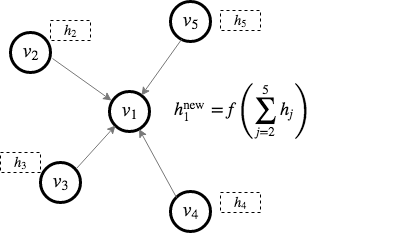 h₅
v₅
h₂
v₂
v₁
h₁ⁿᵉʷ = f(∑ⱼ₌₂⁵ hⱼ)
h₃
v₃
v₄
h₄